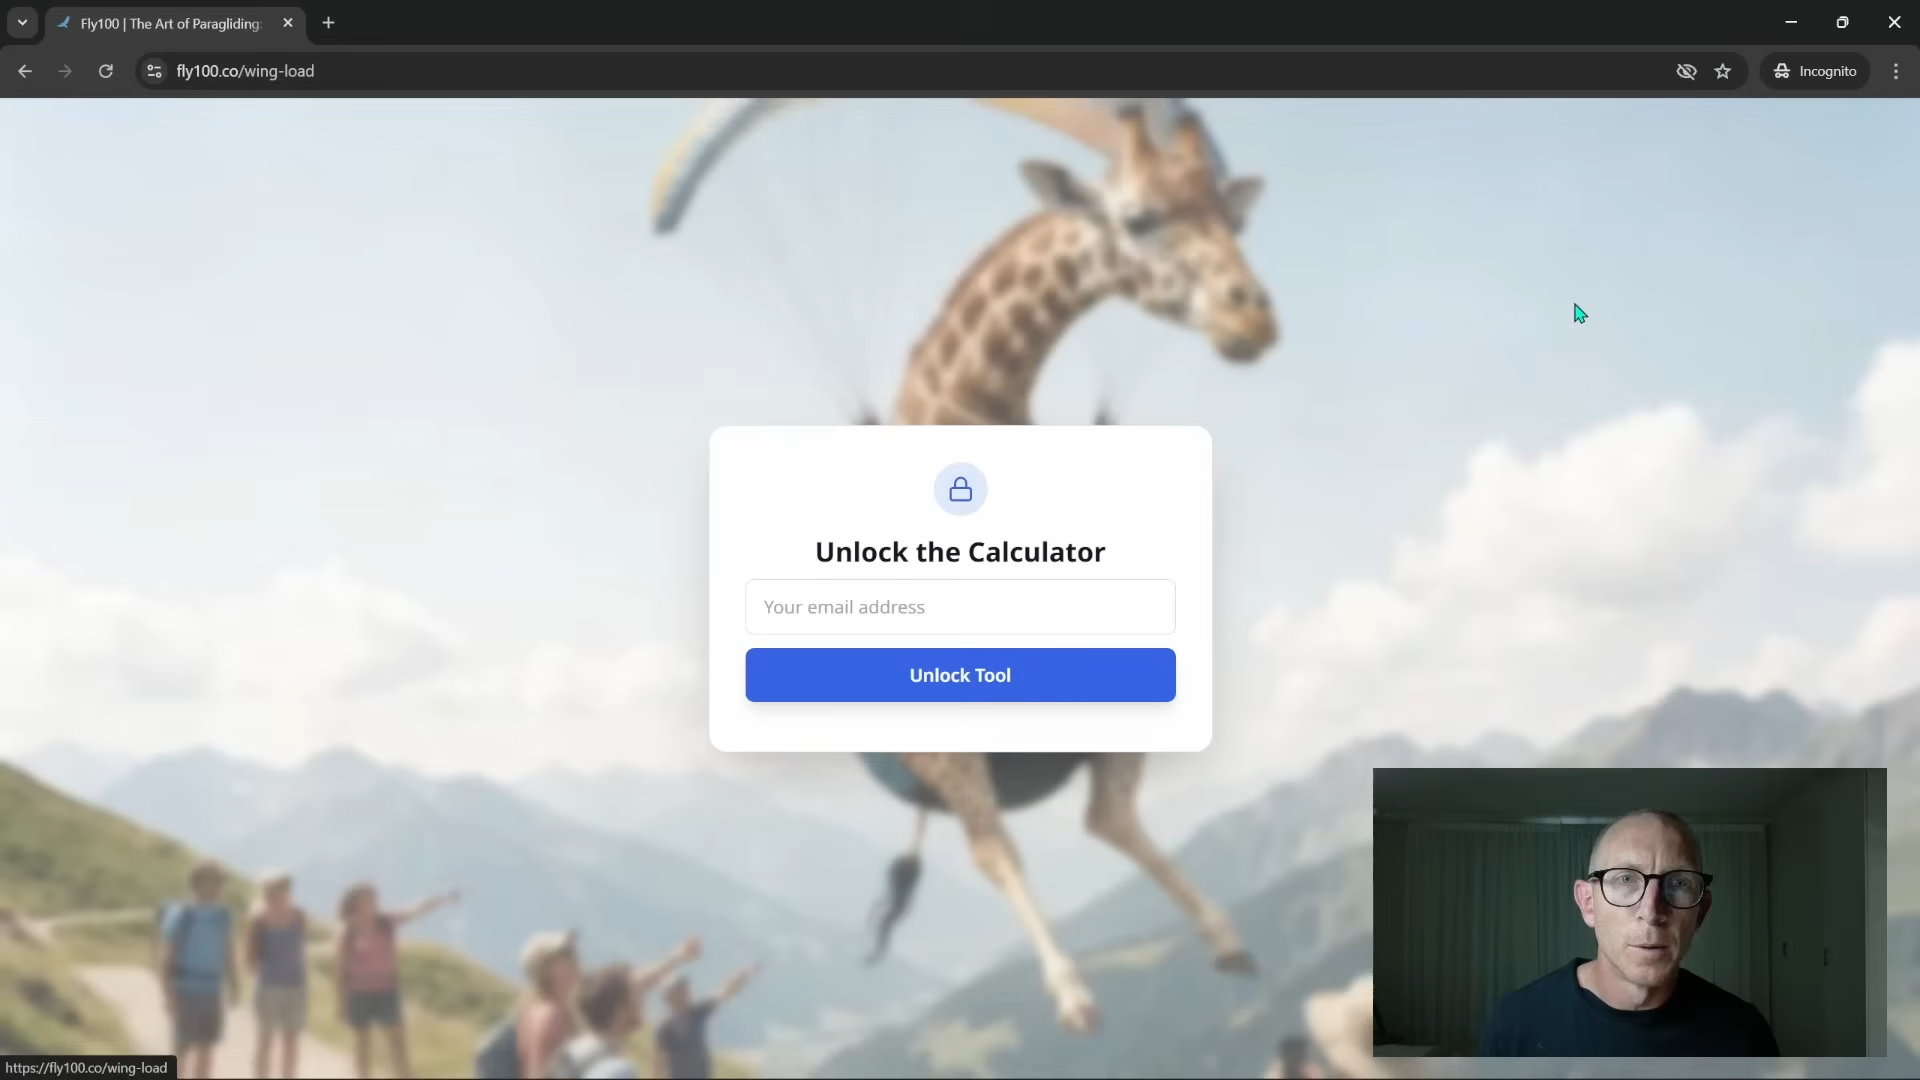 Fly100 | The Art of Paragliding:
fly100.co/wing-load
Incognito
Unlock the Calculator
Your email address
Unlock Tool
https://fly100.co/wing-load